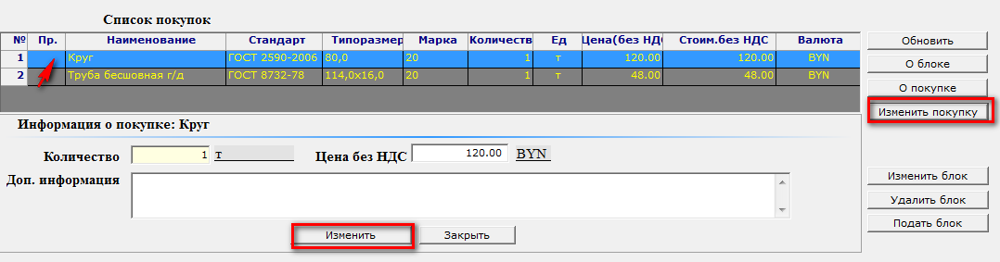 Список покупок
№ Пр. Наименование Стандарт Типоразмер Марка Количеств Ед Цена(без НДС Стоим.без НДС Валюта
1 Круг ГОСТ 2590-2006 80,0 20 1 т 120.00 120.00 BYN
2 Труба бесшовная г/д ГОСТ 8732-78 114,0x16,0 20 1 т 48.00 48.00 BYN
Обновить
О блоке
О покупке
Изменить покупку
Информация о покупке: Круг
Количество 1 т Цена без НДС 120.00 BYN
Доп. информация
Изменить блок
Удалить блок
Подать блок
Изменить Закрыть